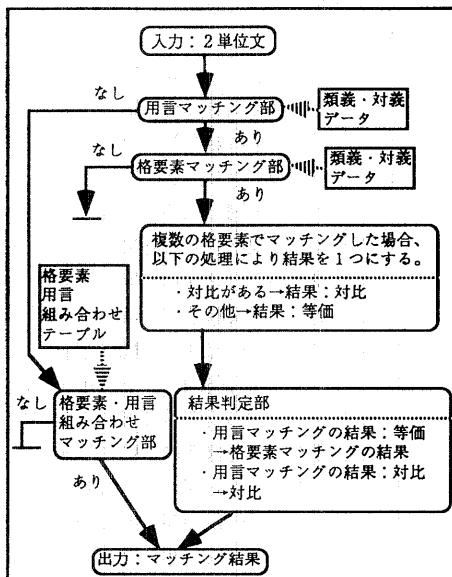 入力：2単位文
なし
用言マッチング部
類義・対義
データ
あり
なし
格要素マッチング部
類義・対義
データ
あり
複数の格要素でマッチングした場合、
以下の処理により結果を1つにする。
・対比がある→結果：対比
・その他→結果：等価
格要素
用言
組み合わせ
テーブル
なし
格要素・用言
組み合わせ
マッチング部
結果判定部
・用言マッチングの結果：等価
→格要素マッチングの結果
・用言マッチングの結果：対比
→対比
あり
出力：マッチング結果